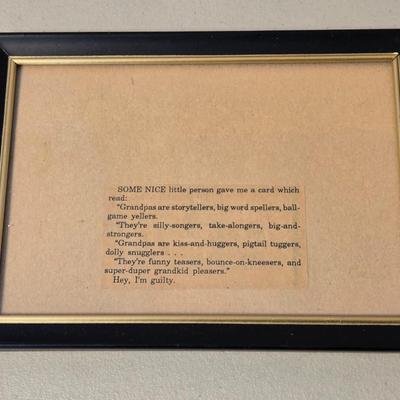 SOME NICE little person gave me a card which
read:
"Grandpas are storytellers, big word spellers, ball-
game yellers.
"They're silly-songers, take-alongers, big-and-
strongers.
"Grandpas are kiss-and-huggers, pigtail tuggers,
dolly snugglers . . .
"They're funny teasers, bounce-on-kneesers, and
super-duper grandkid pleasers."
Hey, I'm guilty.